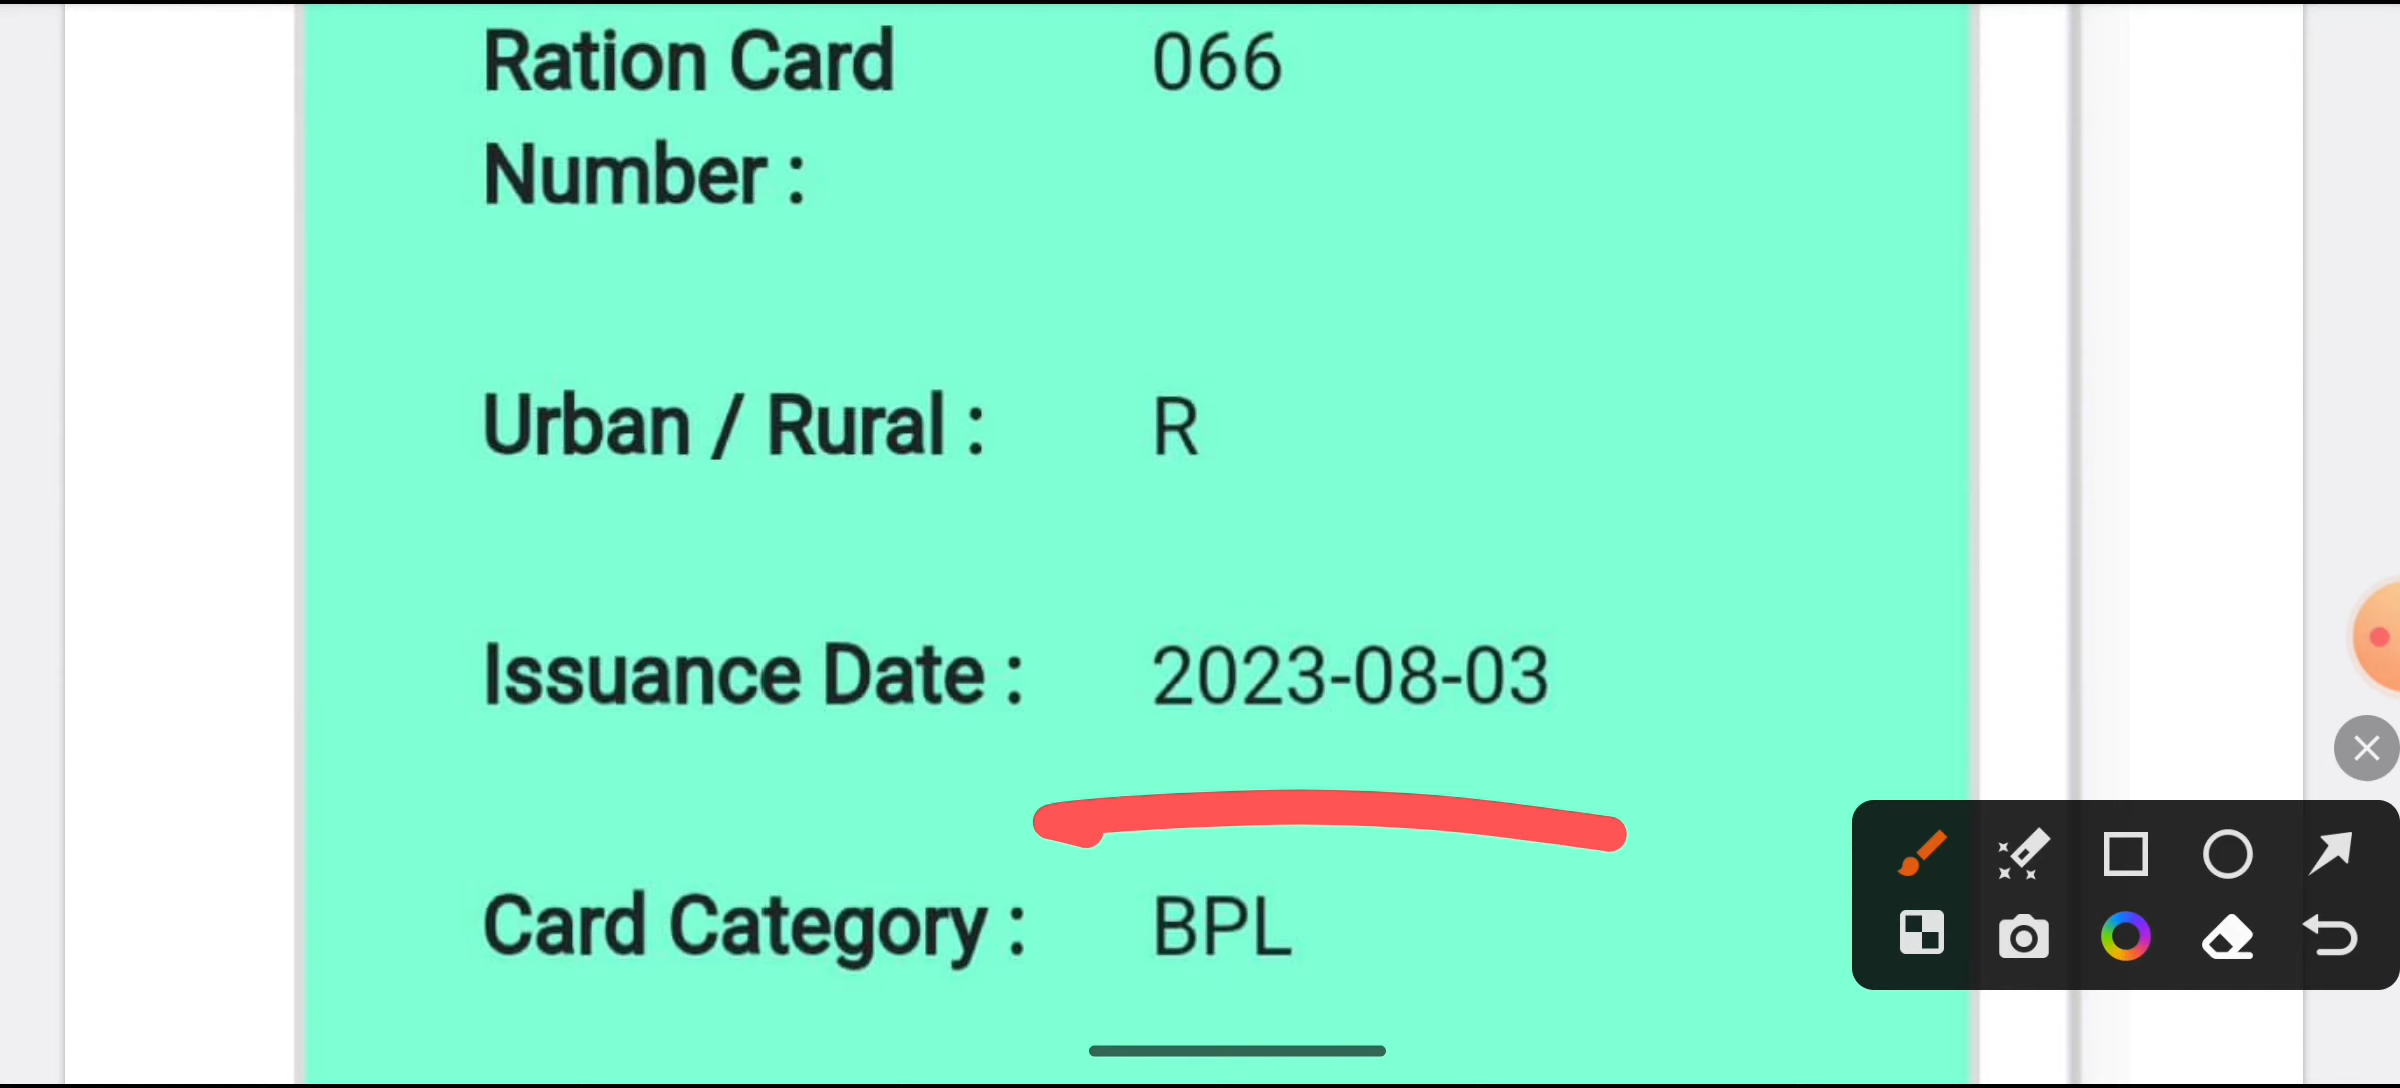 Ration Card 066
Number :
Urban / Rural : R
Issuance Date : 2023-08-03
Card Category : BPL